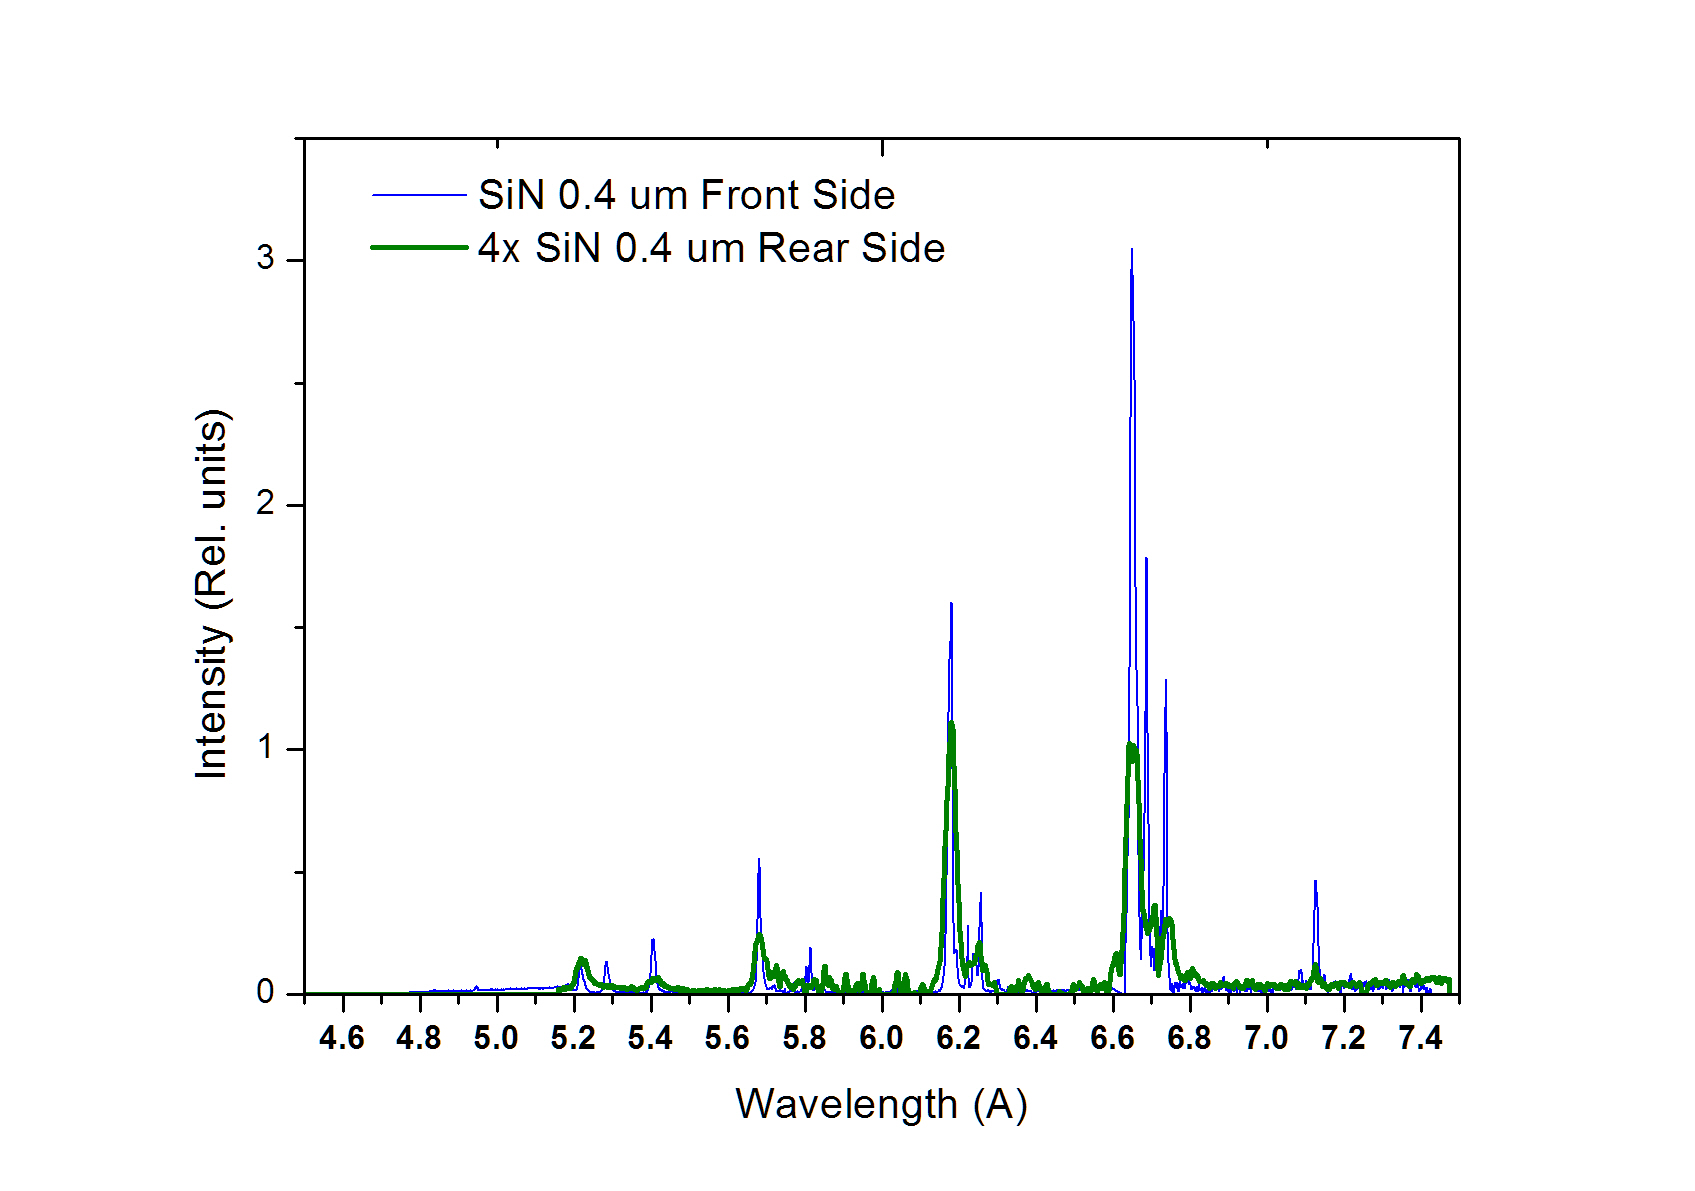 SiN 0.4 um Front Side
4x SiN 0.4 um Rear Side
3
2
1
0
Intensity (Rel. units)
4.6 4.8 5.0 5.2 5.4 5.6 5.8 6.0 6.2 6.4 6.6 6.8 7.0 7.2 7.4
Wavelength (A)